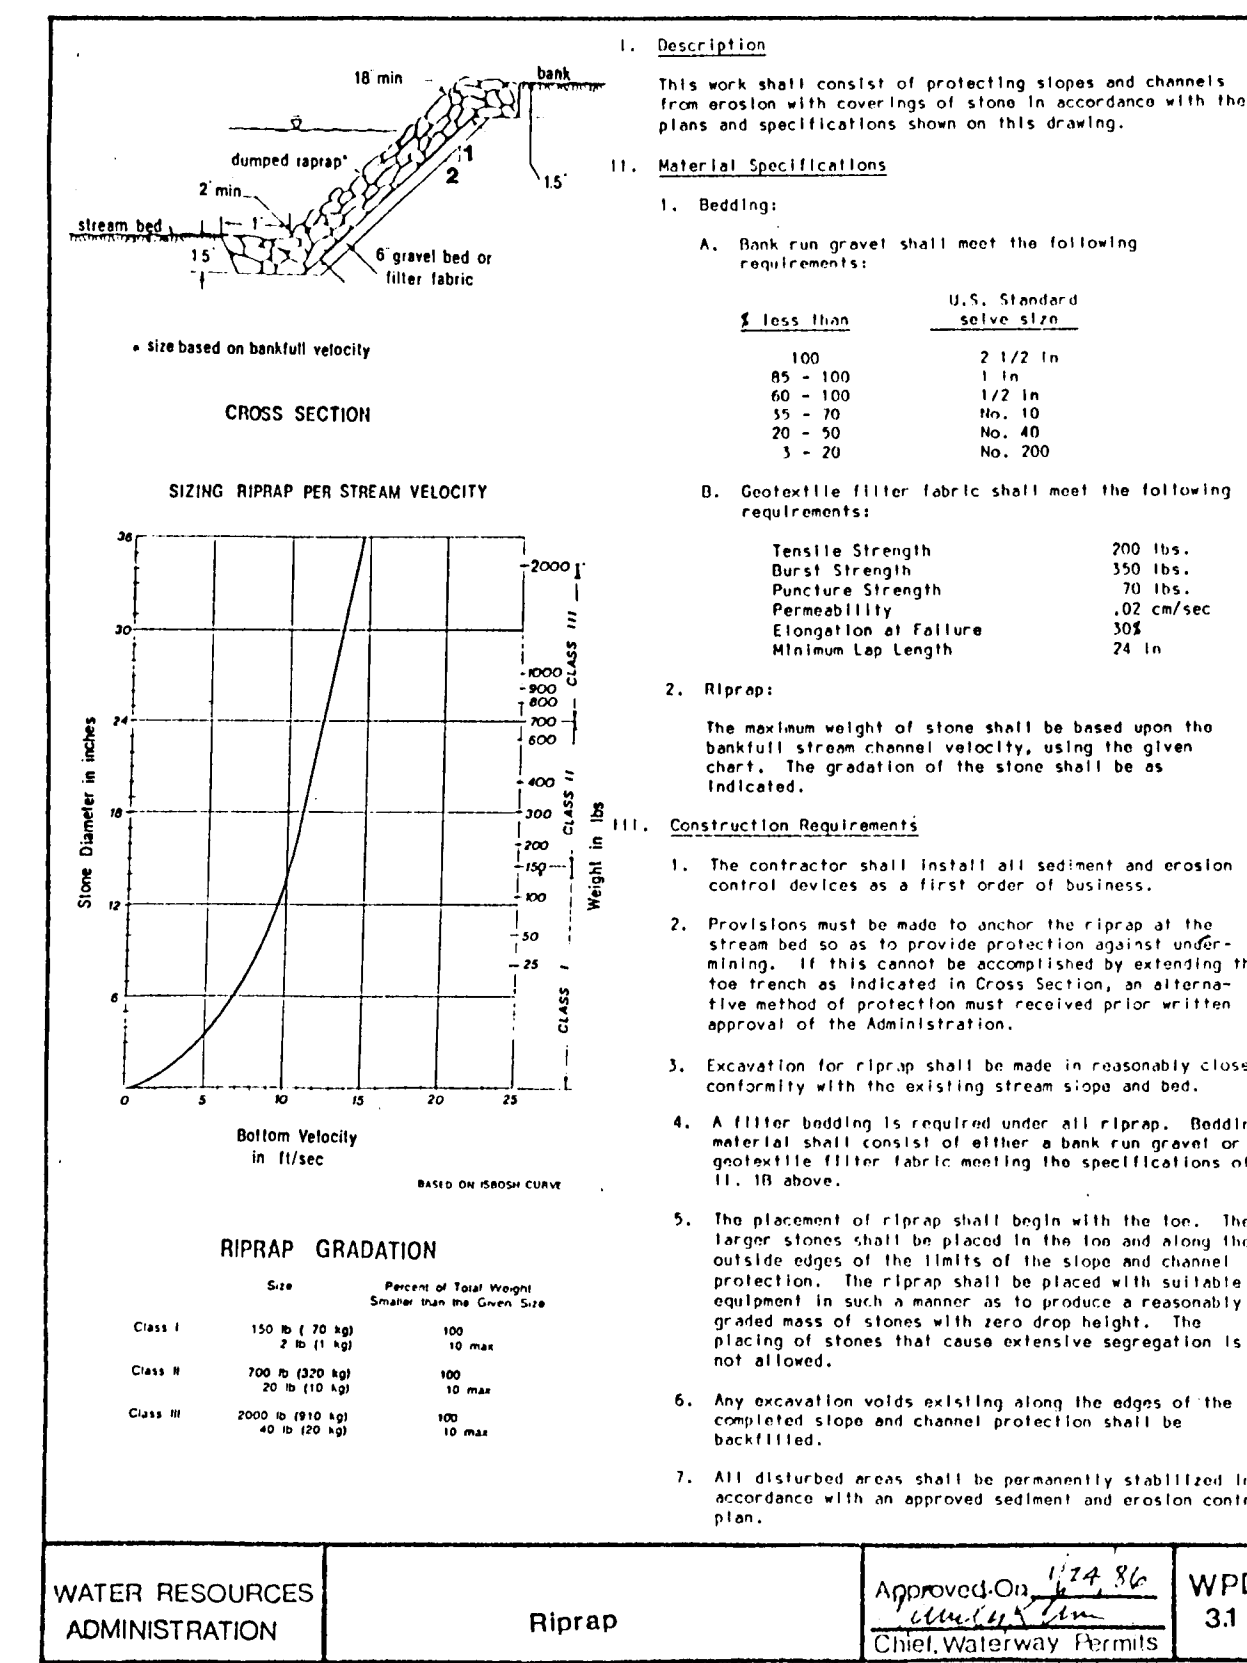 18" min
bank
dumped raprap*
1
2
2' min
1.5'
stream bed
1'
1.5'
6" gravel bed or
filter fabric
* size based on bankfull velocity
CROSS SECTION
SIZING RIPRAP PER STREAM VELOCITY
36
30
24
18
12
6
0 5 10 15 20 25
Stone Diameter in inches
Bottom Velocity
in ft/sec
2000
1000
900
800
700
600
400
300
200
150
100
50
25
CLASS III
CLASS II
CLASS I
Weight in lbs
BASED ON ISBOSH CURVE
RIPRAP GRADATION
Size Percent of Total Weight
Smaller than the Given Size
Class I 150 lb (70 kg) 100
2 lb (1 kg) 10 max
Class II 700 lb (320 kg) 100
20 lb (10 kg) 10 max
Class III 2000 lb (910 kg) 100
40 lb (20 kg) 10 max
I. Description
This work shall consist of protecting slopes and channels
from erosion with coverings of stone in accordance with the
plans and specifications shown on this drawing.
II. Material Specifications
1. Bedding:
A. Bank run gravel shall meet the following
requirements:
U.S. Standard
% less than seive size
100 2 1/2 in
85 - 100 1 in
60 - 100 1/2 in
35 - 70 No. 10
20 - 50 No. 40
3 - 20 No. 200
B. Geotextile filter fabric shall meet the following
requirements:
Tensile Strength 200 lbs.
Burst Strength 350 lbs.
Puncture Strength 70 lbs.
Permeability .02 cm/sec
Elongation at Failure 30%
Minimum Lap Length 24 in
2. Riprap:
The maximum weight of stone shall be based upon the
bankfull stream channel velocity, using the given
chart. The gradation of the stone shall be as
indicated.
III. Construction Requirements
1. The contractor shall install all sediment and erosion
control devices as a first order of business.
2. Provisions must be made to anchor the riprap at the
stream bed so as to provide protection against under-
mining. If this cannot be accomplished by extending th
toe trench as indicated in Cross Section, an alterna-
tive method of protection must received prior written
approval of the Administration.
3. Excavation for riprap shall be made in reasonably close
conformity with the existing stream slope and bed.
4. A filter bedding is required under all riprap. Beddin
material shall consist of either a bank run gravel or
geotextile filter fabric meeting the specifications of
II. 1B above.
5. The placement of riprap shall begin with the toe. The
larger stones shall be placed in the toe and along the
outside edges of the limits of the slope and channel
protection. The riprap shall be placed with suitable
equipment in such a manner as to produce a reasonably
graded mass of stones with zero drop height. The
placing of stones that cause extensive segregation is
not allowed.
6. Any excavation voids existing along the edges of the
completed slope and channel protection shall be
backfilled.
7. All disturbed areas shall be permanently stabilized in
accordance with an approved sediment and erosion contr
plan.
WATER RESOURCES
ADMINISTRATION
Riprap
Approved On 1/24/86
Chief, Waterway Permits
WPD
3.1